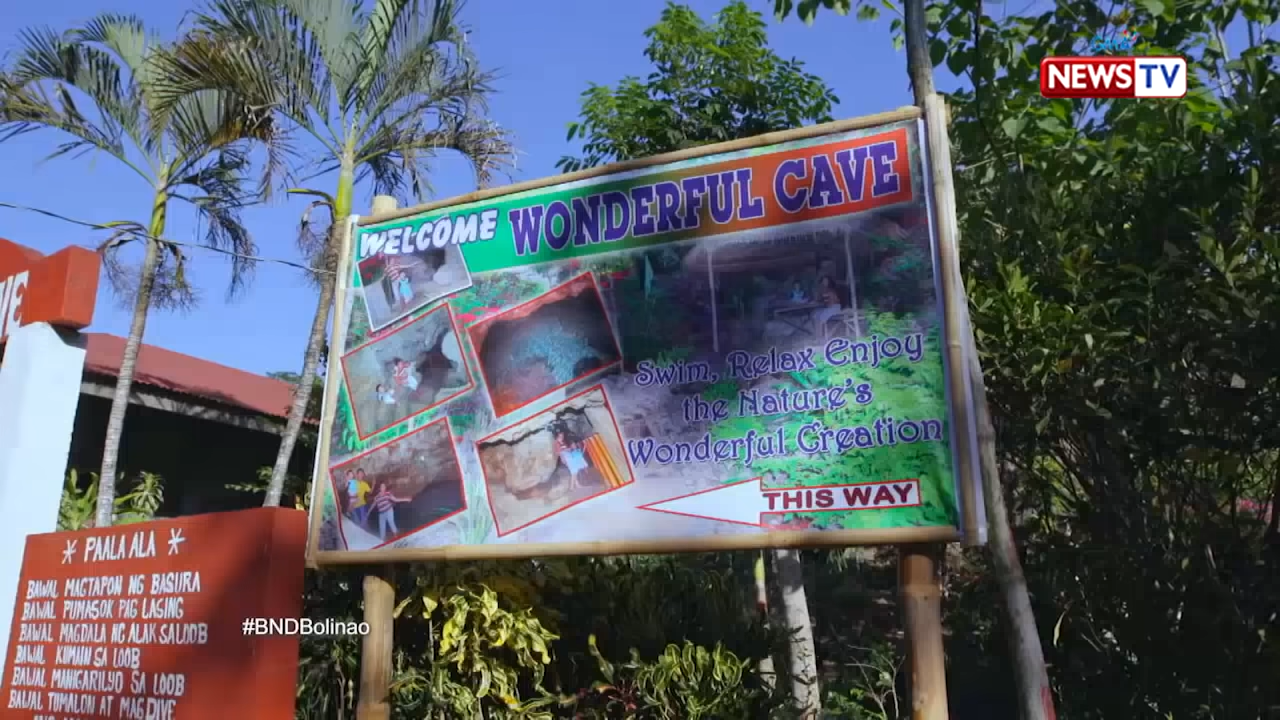 NEWS TV
WELCOME WONDERFUL CAVE
Swim, Relax Enjoy
the Nature's
Wonderful Creation
THIS WAY
* PAALAALA *
BAWAL MAGTAPON NG BASURA
BAWAL PUMASOK PAG LASING
BAWAL MAGDALA NG ALAK SA LOOB
BAWAL KUMAIN SA LOOB
BAWAL MANIGARILYO SA LOOB
BAWAL TUMALON AT MAG DIVE
#BNDBolinao